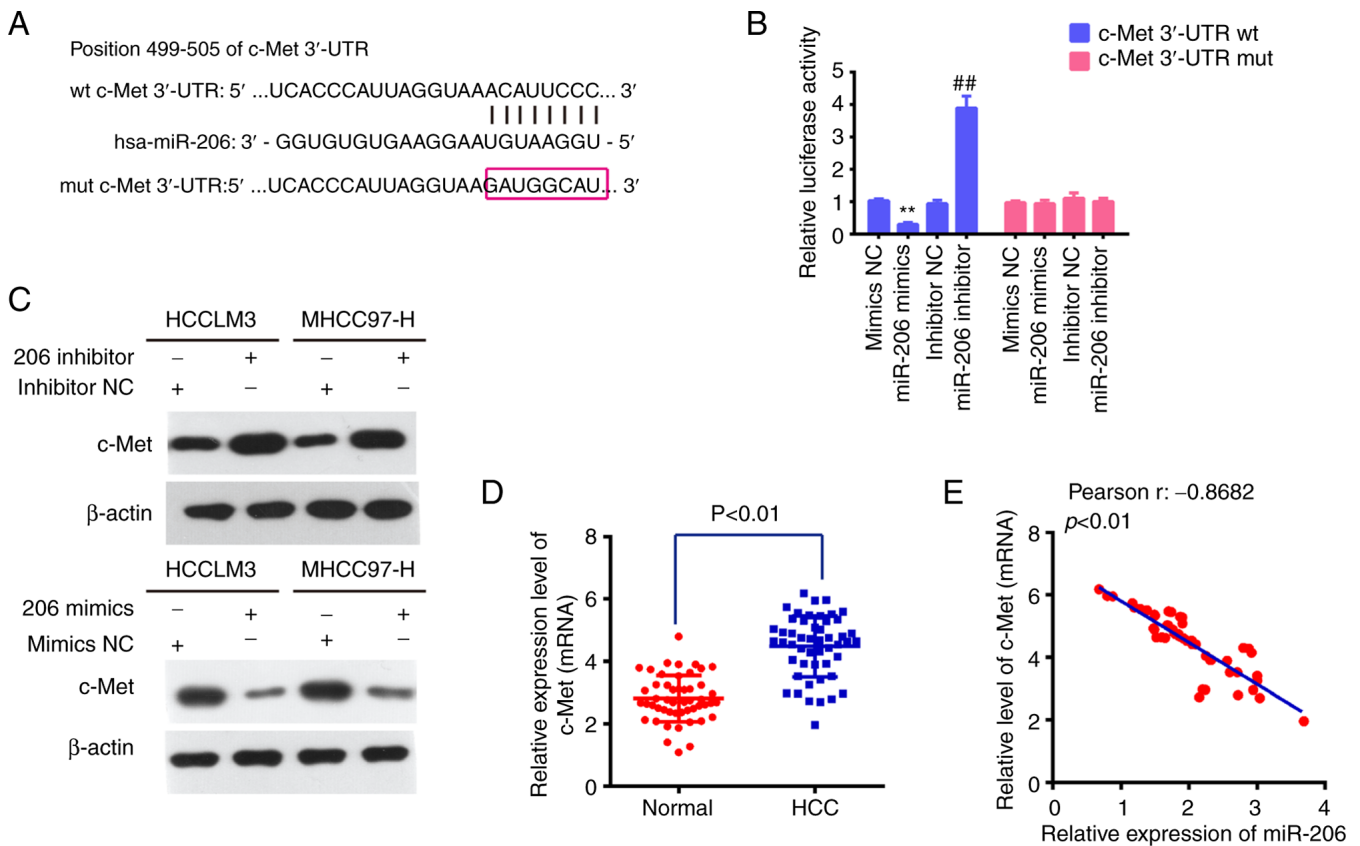 A
Position 499-505 of c-Met 3′-UTR
wt c-Met 3′-UTR: 5′ ...UCACCCAUUAGGUAAACAUUCCC... 3′
hsa-miR-206: 3′ - GGUGUGUGUGAAGGAAUGUAAGGU - 5′
mut c-Met 3′-UTR:5′ ...UCACCCAUUAGGUAAGAUGGCAU... 3′
B
c-Met 3′-UTR wt
c-Met 3′-UTR mut
Relative luciferase activity
5
4
3
2
1
0
**
##
Mimics NC
miR-206 mimics
Inhibitor NC
miR-206 inhibitor
Mimics NC
miR-206 mimics
Inhibitor NC
miR-206 inhibitor
C
HCCLM3 MHCC97-H
206 inhibitor – + – +
Inhibitor NC + – + –
c-Met
β-actin
HCCLM3 MHCC97-H
206 mimics – + – +
Mimics NC + – + –
c-Met
β-actin
D
P<0.01
Relative expression level of
c-Met (mRNA)
8
6
4
2
0
Normal HCC
E
Pearson r: –0.8682
p<0.01
Relative level of c-Met (mRNA)
8
6
4
2
0
0 1 2 3 4
Relative expression of miR-206